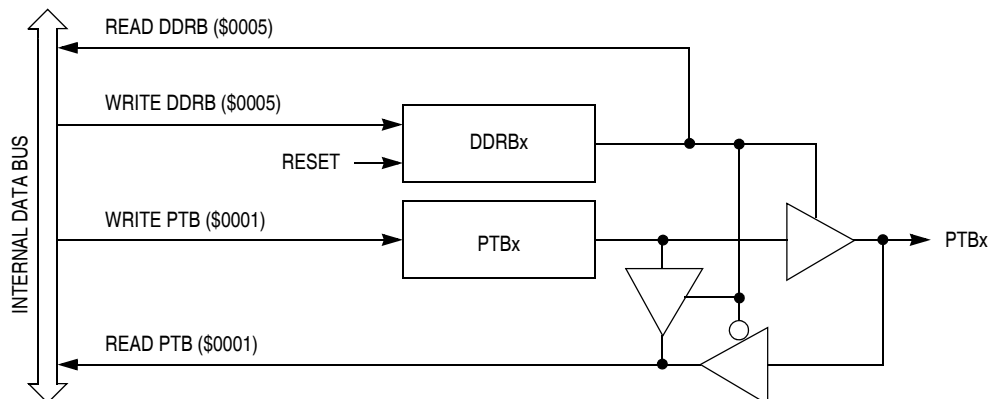 READ DDRB ($0005)
WRITE DDRB ($0005)
DDRBx
RESET
INTERNAL DATA BUS
WRITE PTB ($0001)
PTBx
PTBx
READ PTB ($0001)